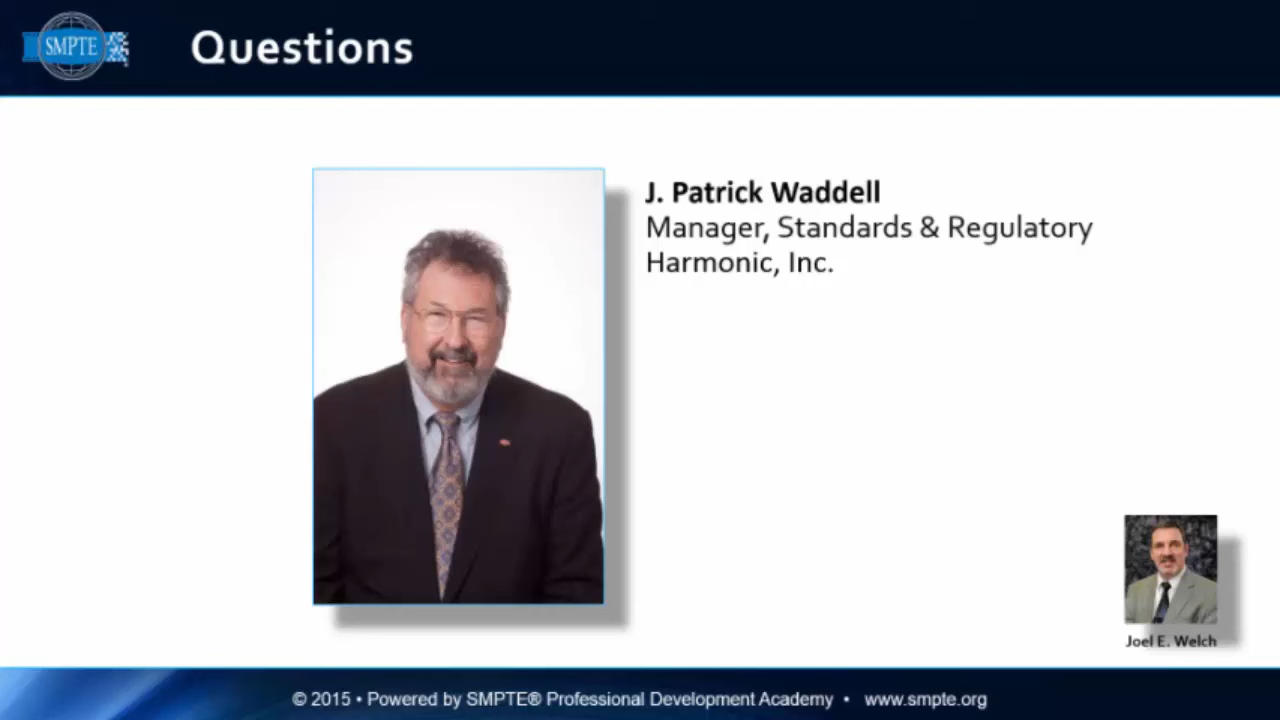 SMPTE
Questions
J. Patrick Waddell
Manager, Standards & Regulatory
Harmonic, Inc.
Joel E. Welch
© 2015 • Powered by SMPTE® Professional Development Academy • www.smpte.org